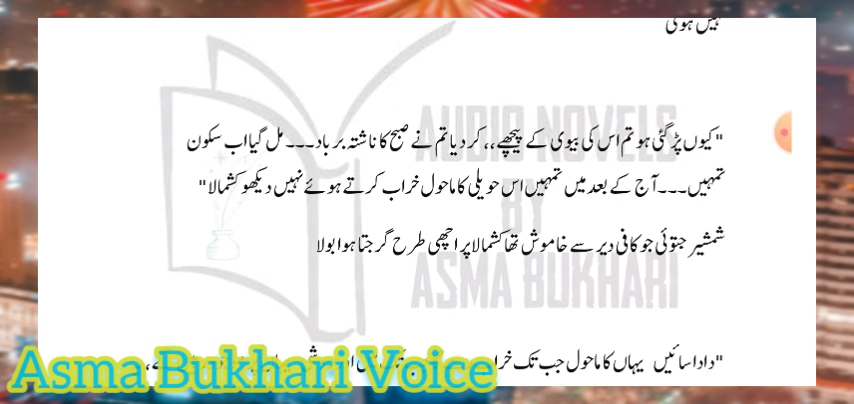 نہیں ہوتی
"کیوں پڑ گئی ہو تم اس کی بیوی کے پیچھے،، کر دیا تم نے صبح کا ناشتہ برباد۔۔۔ مل گیا اب سکون
تمہیں۔۔۔ آج کے بعد میں تمہیں اس حویلی کا ماحول خراب کرتے ہوئے نہیں دیکھو کشمالا"
شمشیر جتوئی جو کافی دیر سے خاموش تھا کشمالا پر اچھی طرح گرجتا ہوا بولا
"دادا سائیں یہاں کا ماحول جب تک
AUDIO NOVELS
BY
ASMA BUKHARI
Asma Bukhari Voice